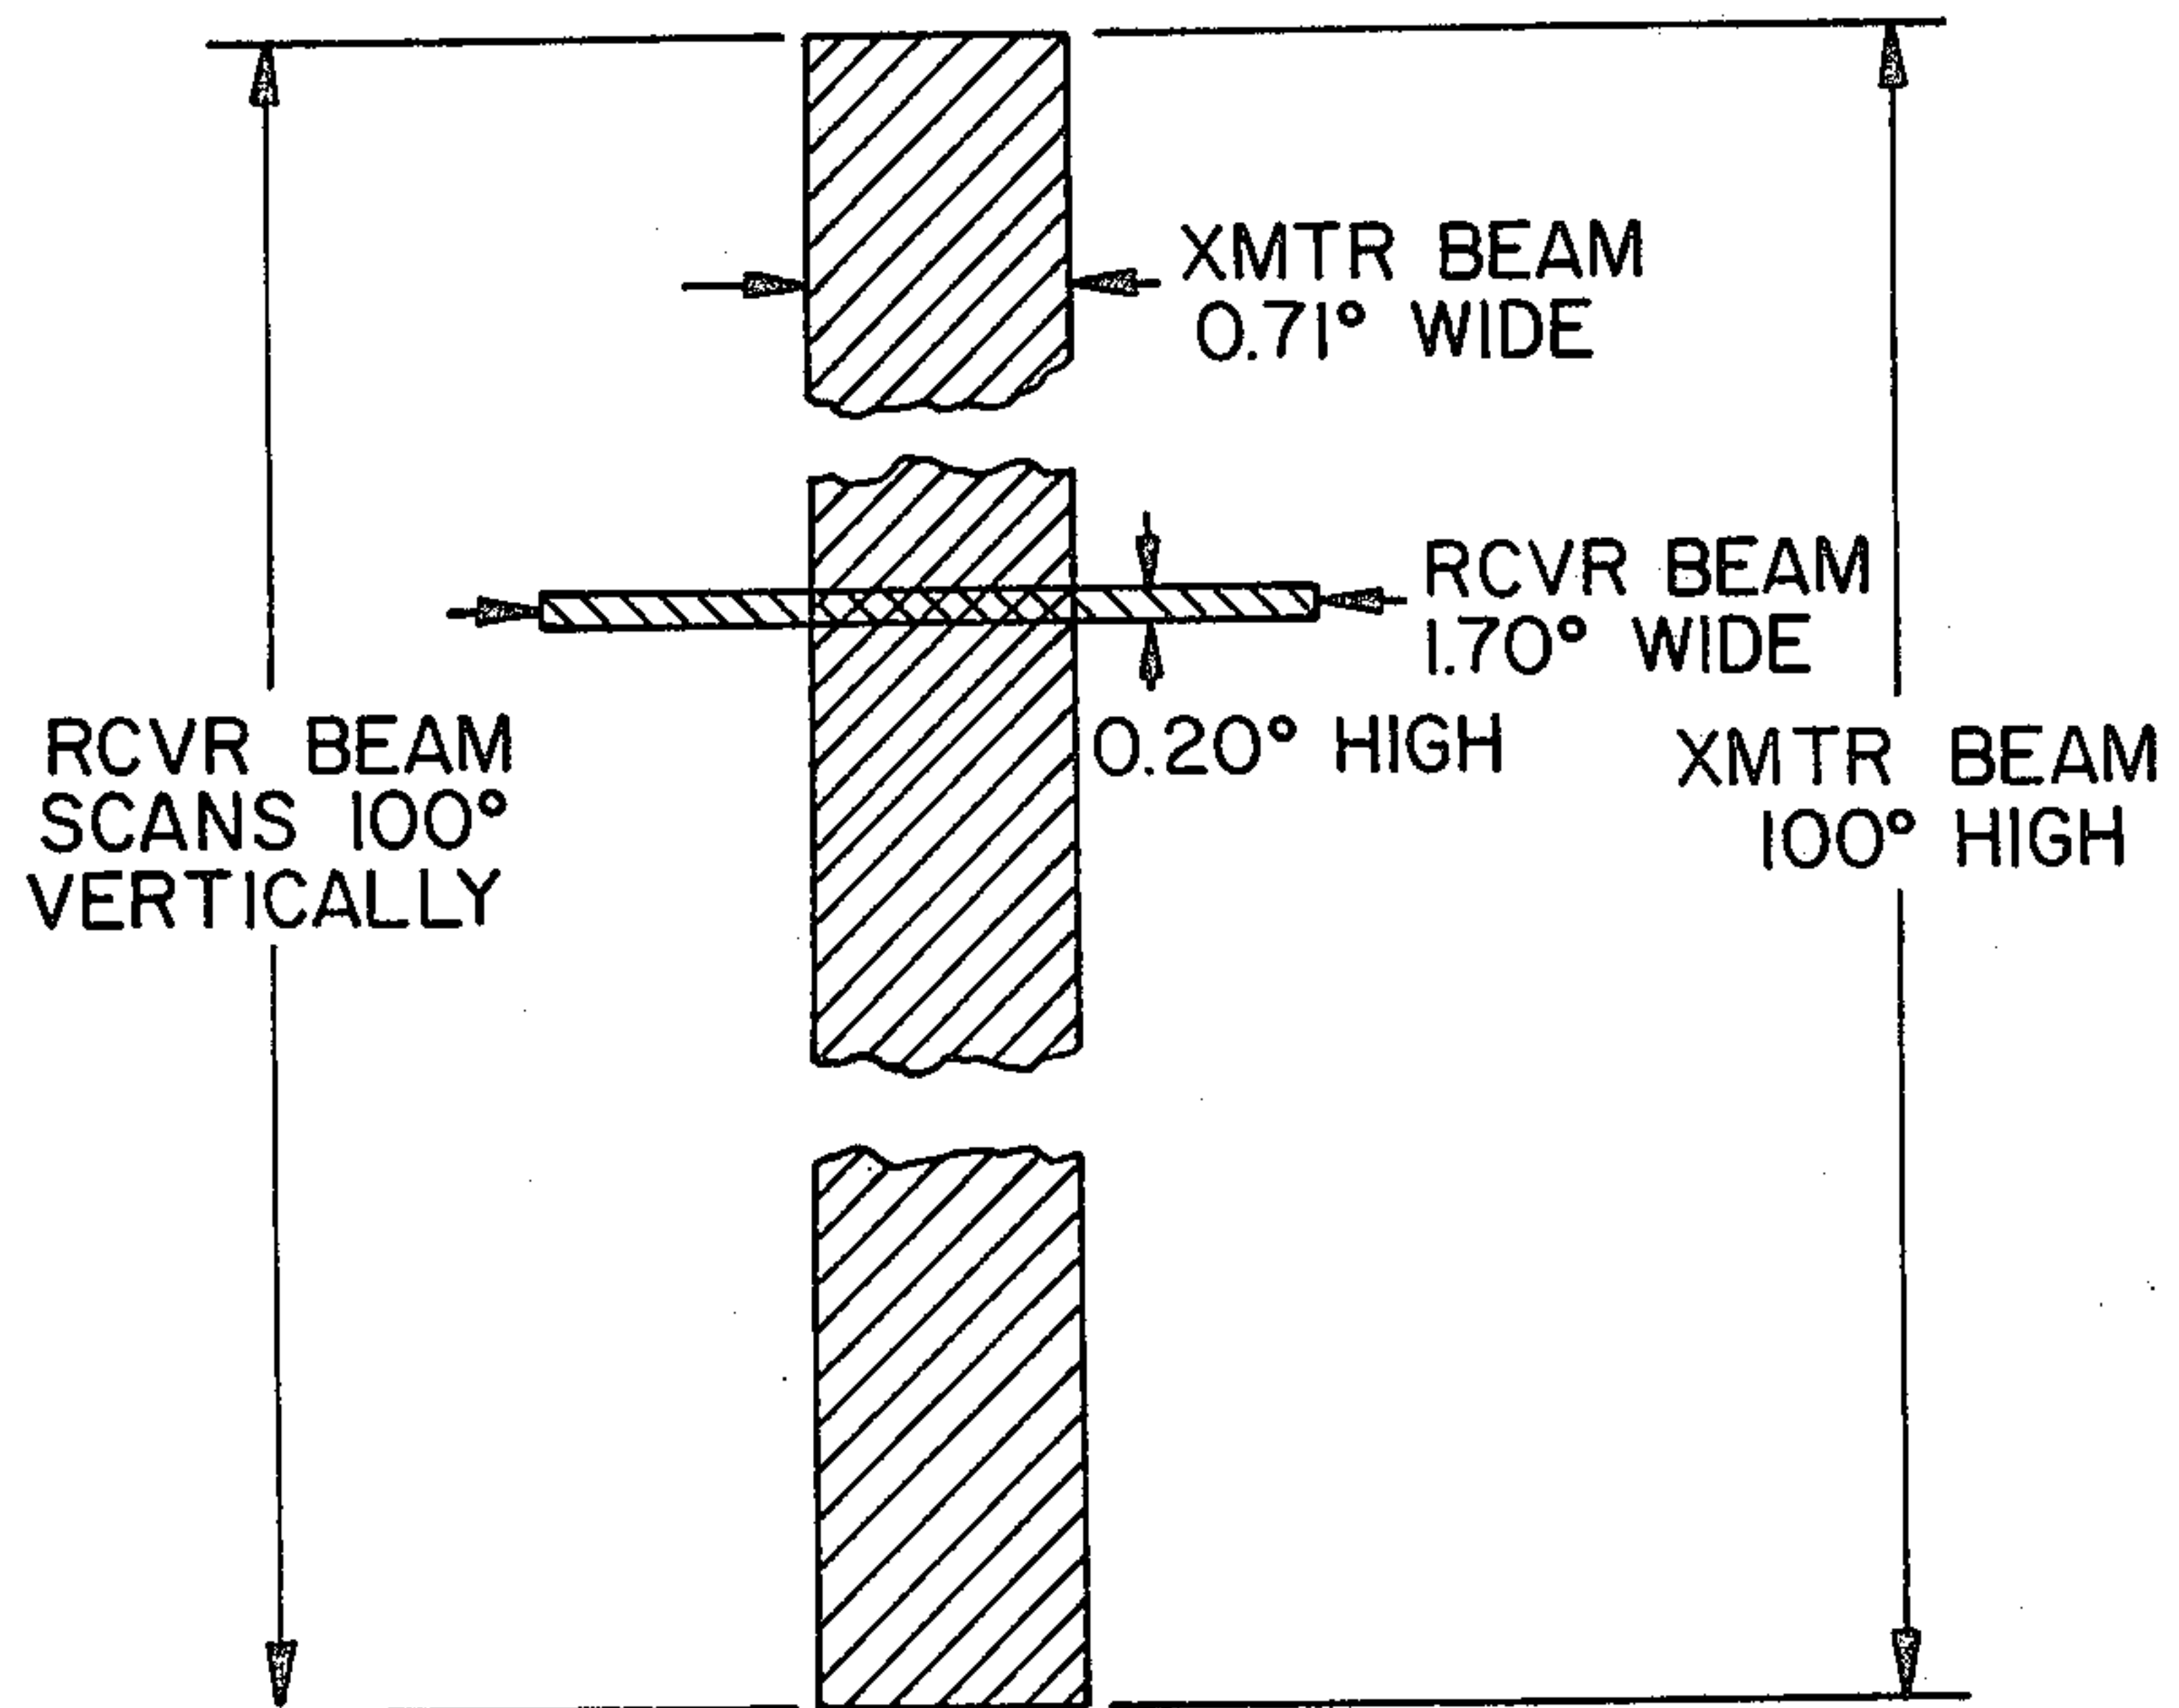 XMTR BEAM
0.71° WIDE
RCVR BEAM
1.70° WIDE
0.20° HIGH
RCVR BEAM
SCANS 100°
VERTICALLY
XMTR BEAM
100° HIGH